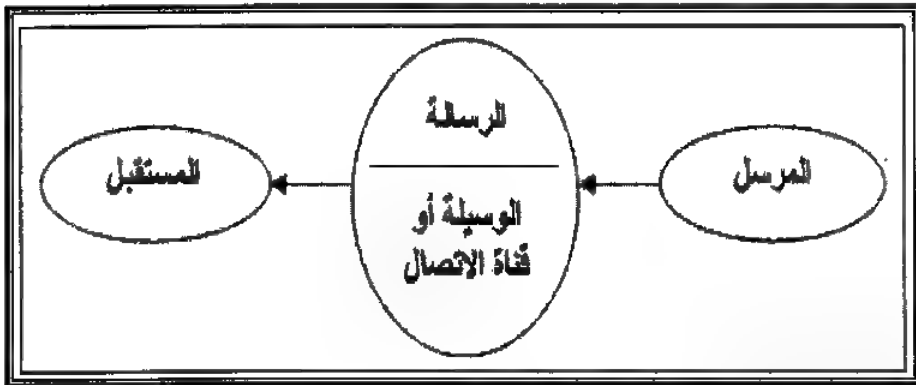 المرسل
الرسالة
الوسيلة أو
قناة الاتصال
المستقبل